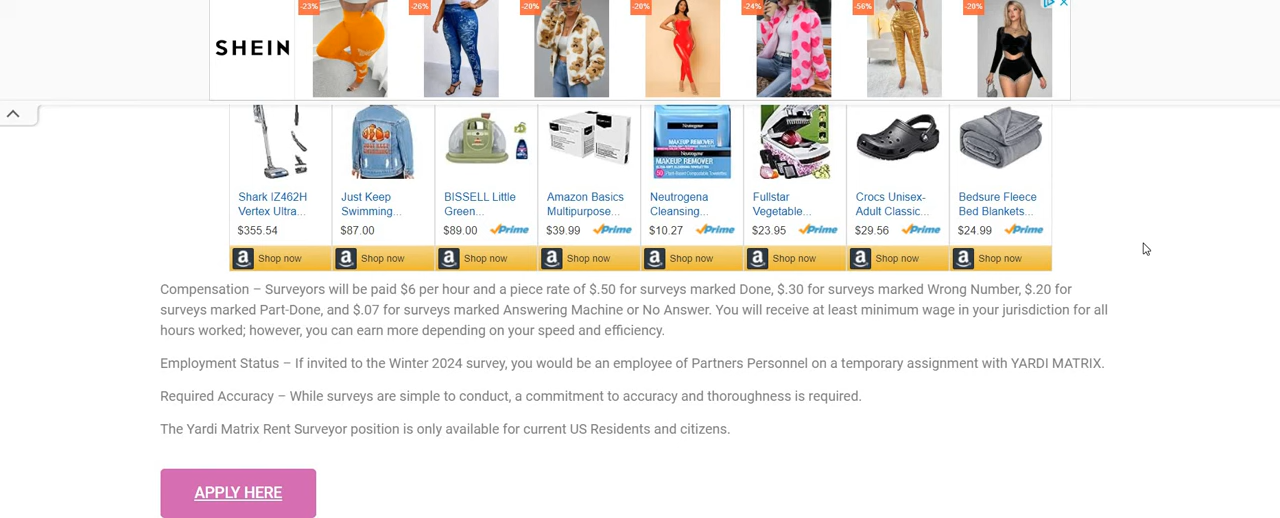 -23% -26% -20% -20% -24% -56% -20%
SHEIN
Shark IZ462H Vertex Ultra...
$355.54
Shop now
Just Keep Swimming...
$87.00
Shop now
BISSELL Little Green...
$89.00 Prime
Shop now
Amazon Basics Multipurpose...
$39.99 Prime
Shop now
Neutrogena Cleansing...
$10.27 Prime
Shop now
Fullstar Vegetable...
$23.95 Prime
Shop now
Crocs Unisex-Adult Classic...
$29.56 Prime
Shop now
Bedsure Fleece Bed Blankets...
$24.99 Prime
Shop now
Compensation – Surveyors will be paid $6 per hour and a piece rate of $.50 for surveys marked Done, $.30 for surveys marked Wrong Number, $.20 for
surveys marked Part-Done, and $.07 for surveys marked Answering Machine or No Answer. You will receive at least minimum wage in your jurisdiction for all
hours worked; however, you can earn more depending on your speed and efficiency.
Employment Status – If invited to the Winter 2024 survey, you would be an employee of Partners Personnel on a temporary assignment with YARDI MATRIX.
Required Accuracy – While surveys are simple to conduct, a commitment to accuracy and thoroughness is required.
The Yardi Matrix Rent Surveyor position is only available for current US Residents and citizens.
APPLY HERE